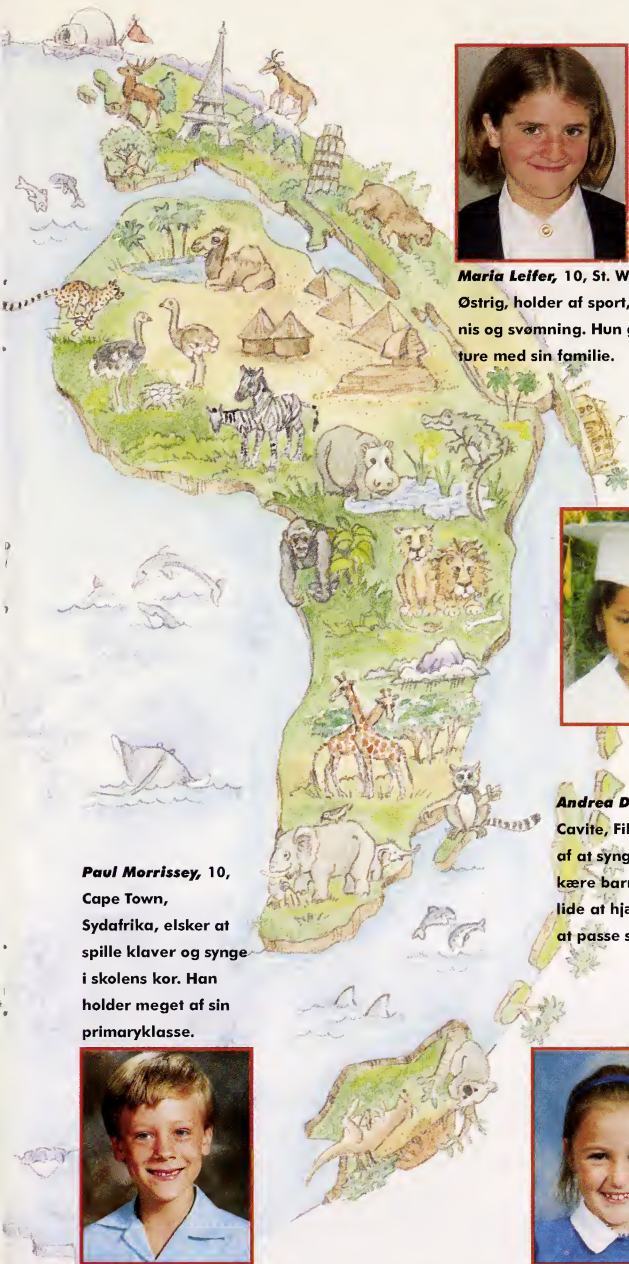 Maria Leifer, 10, St. W
Østrig, holder af sport,
nis og svømning. Hun g
ture med sin familie.
Andrea D
Cavite, Fil
af at syng
kære barn
lide at hjæ
at passe s
Paul Morrissey, 10,
Cape Town,
Sydafrika, elsker at
spille klaver og synge
i skolens kor. Han
holder meget af sin
primaryklasse.